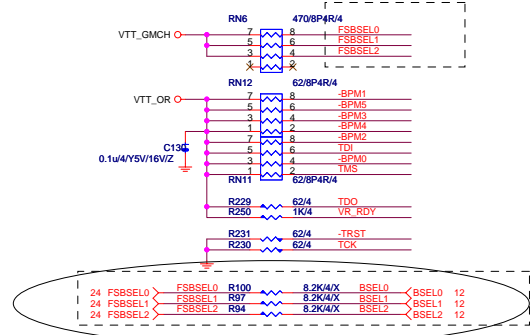 RN6 470/8P4R/4
VTT_GMCH 7 8 FSBSEL0
5 6 FSBSEL1
3 4 FSBSEL2
1 2
RN12 62/8P4R/4
VTT_OR 7 8 -BPM1
5 6 -BPM5
3 4 -BPM3
1 2 -BPM4
7 8 -BPM2
C13
0.1u/4/Y5V/16V/Z
5 6 TDI
3 4 -BPM0
1 2 TMS
RN11 62/8P4R/4
R229 62/4 TDO
R250 1K/4 VR_RDY
R231 62/4 -TRST
R230 62/4 TCK
24 FSBSEL0 FSBSEL0 R100 8.2K/4/X BSEL0 BSEL0 12
24 FSBSEL1 FSBSEL1 R97 8.2K/4/X BSEL1 BSEL1 12
24 FSBSEL2 FSBSEL2 R94 8.2K/4/X BSEL2 BSEL2 12